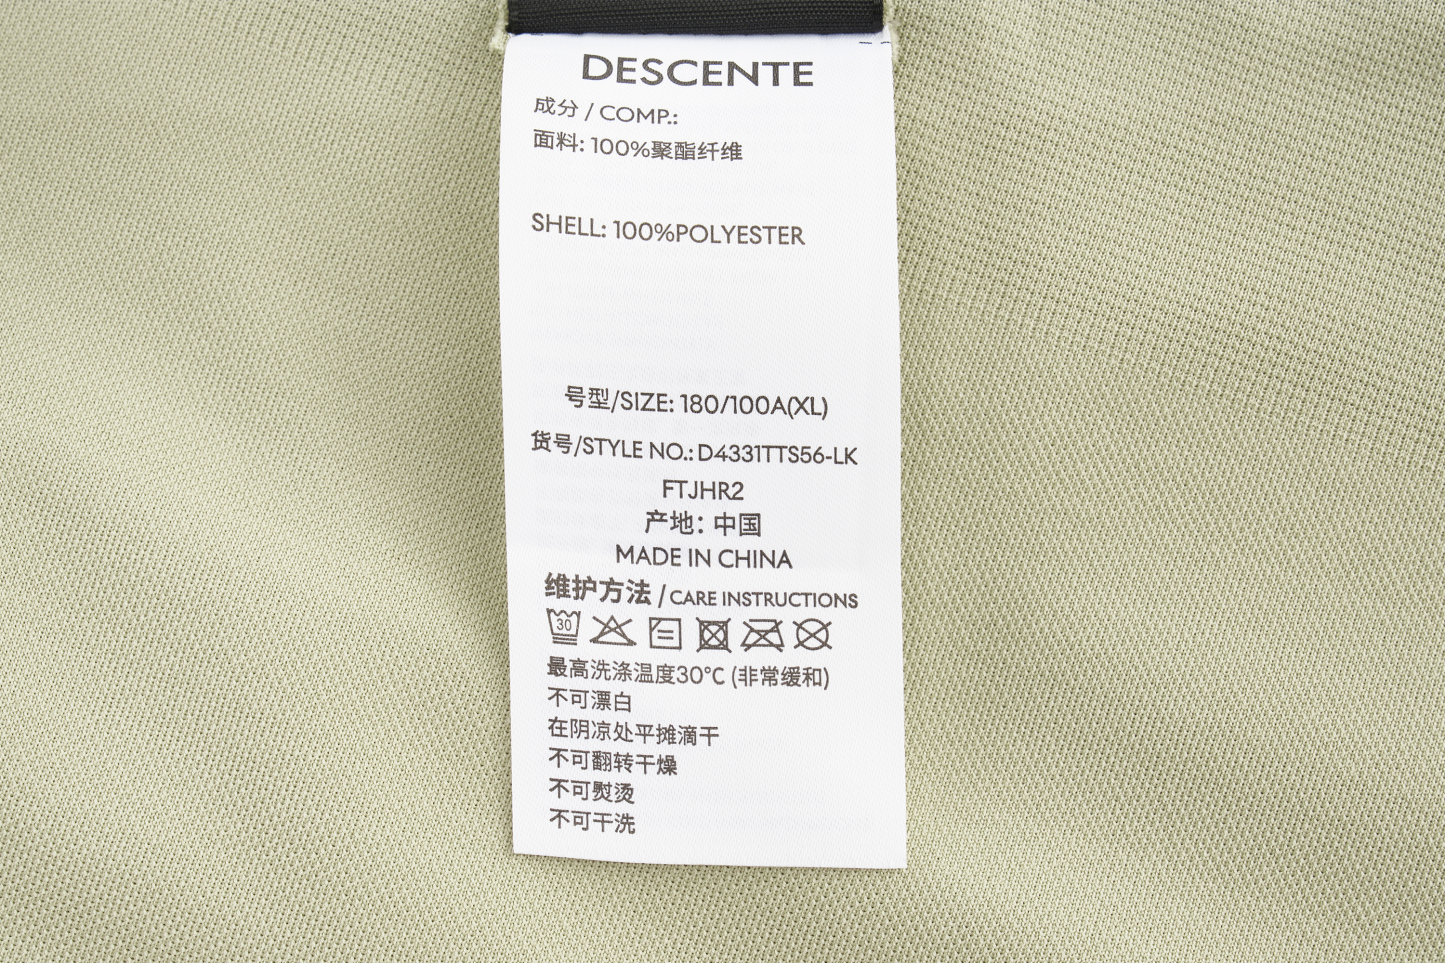 DESCENTE
成分 / COMP.:
面料: 100%聚酯纤维
SHELL: 100%POLYESTER
号型/SIZE: 180/100A(XL)
货号/STYLE NO.: D4331TTS56-LK
FTJHR2
产地: 中国
MADE IN CHINA
维护方法 / CARE INSTRUCTIONS
30
最高洗涤温度30℃ (非常缓和)
不可漂白
在阴凉处平摊滴干
不可翻转干燥
不可熨烫
不可干洗